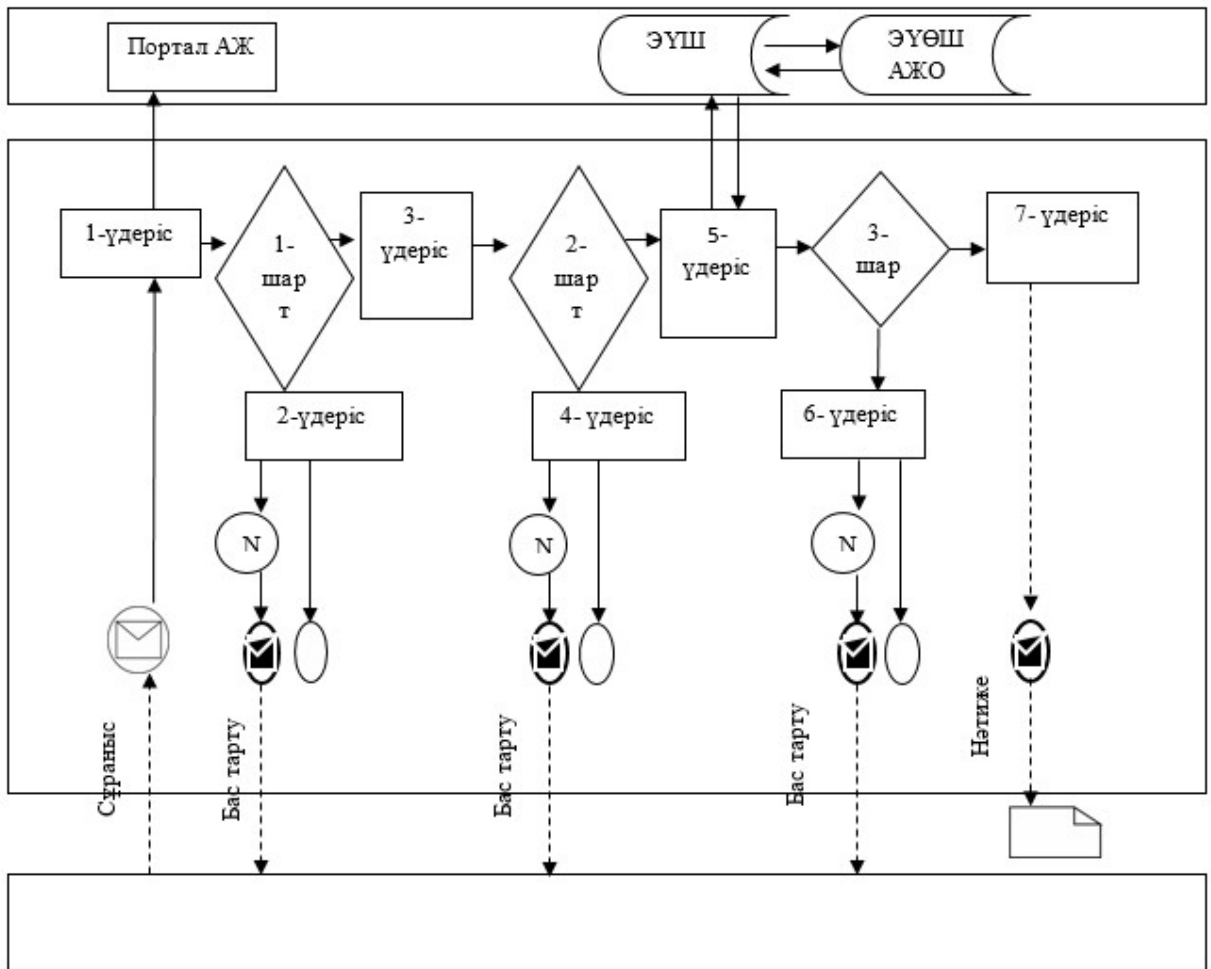 Портал АЖ
ЭҮШ
ЭҮӨШ
АЖО
1-үдеріс
1-
шар
т
3-
үдеріс
2-
шар
т
5-
үдеріс
3-
шар
7- үдеріс
2-үдеріс
4- үдеріс
6- үдеріс
N
N
N
Сұраныс
Бас тарту
Бас тарту
Бас тарту
Нәтиже